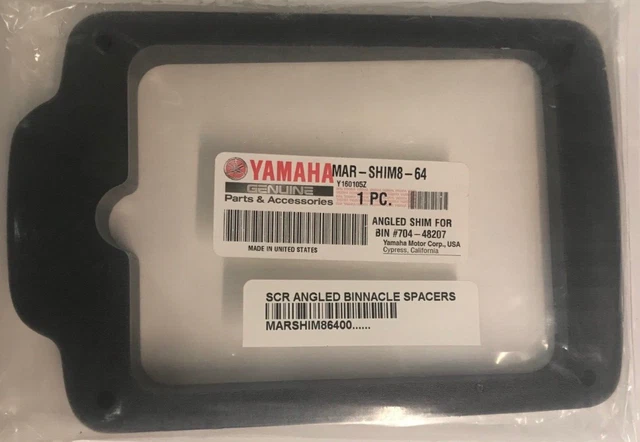 YAMAHA
GENUINE
Parts & Accessories
MAR-SHIM8-64
Y160105Z
1 PC.
ANGLED SHIM FOR
BIN #704-48207
Yamaha Motor Corp., USA
Cypress, California
MADE IN UNITED STATES
SCR ANGLED BINNACLE SPACERS
MARSHIM86400......